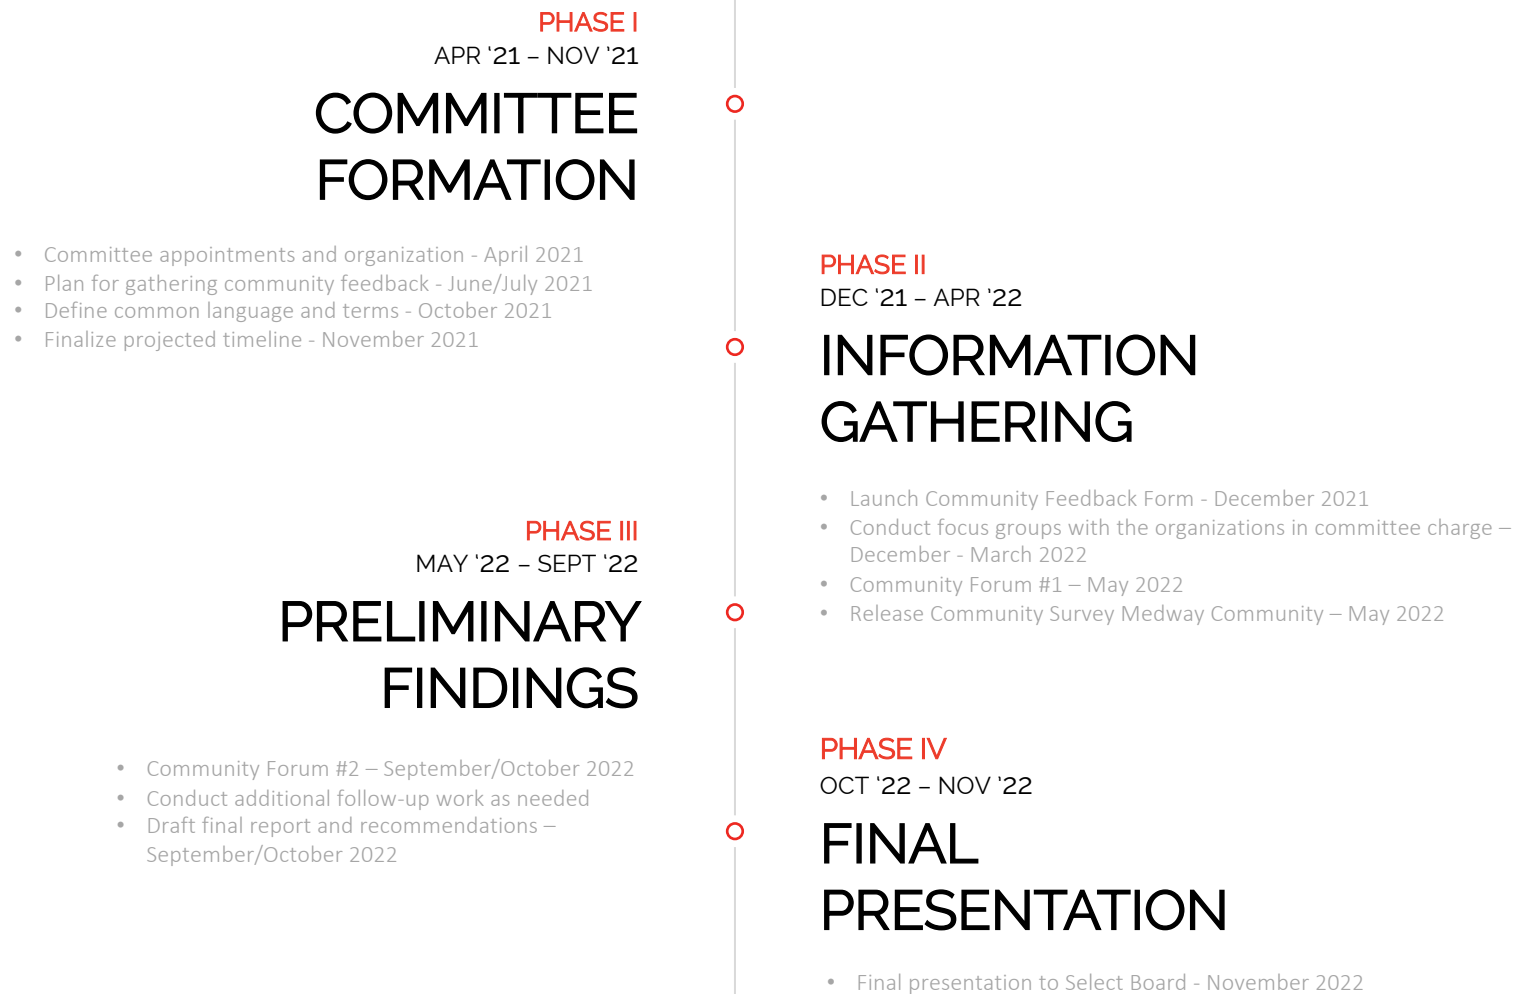 PHASE I
APR ‘21 – NOV ‘21
COMMITTEE
FORMATION
• Committee appointments and organization - April 2021
• Plan for gathering community feedback - June/July 2021
• Define common language and terms - October 2021
• Finalize projected timeline - November 2021
PHASE II
DEC ‘21 – APR ‘22
INFORMATION
GATHERING
• Launch Community Feedback Form - December 2021
• Conduct focus groups with the organizations in committee charge –
December - March 2022
• Community Forum #1 – May 2022
• Release Community Survey Medway Community – May 2022
PHASE III
MAY ‘22 – SEPT ‘22
PRELIMINARY
FINDINGS
• Community Forum #2 – September/October 2022
• Conduct additional follow-up work as needed
• Draft final report and recommendations –
September/October 2022
PHASE IV
OCT ‘22 – NOV ‘22
FINAL
PRESENTATION
• Final presentation to Select Board - November 2022